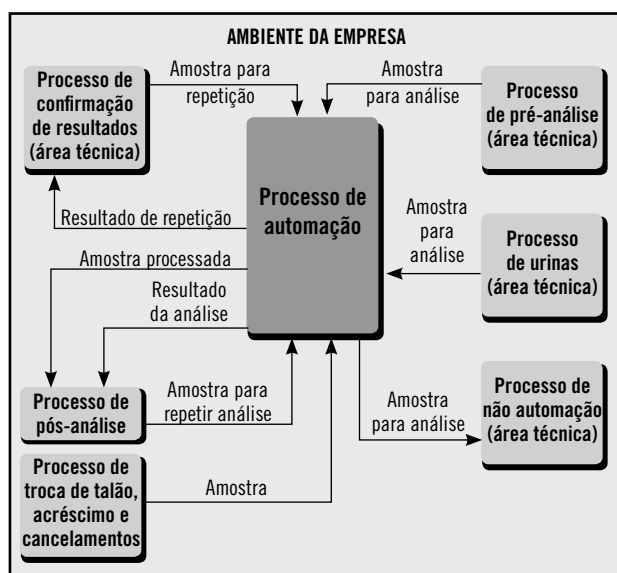 AMBIENTE DA EMPRESA
Processo de
confirmação
de resultados
(área técnica)
Amostra para
repetição
Amostra
para análise
Processo
de pré-análise
(área técnica)
Processo de
automação
Resultado de repetição
Amostra
para
análise
Processo
de urinas
(área técnica)
Amostra processada
Resultado
da análise
Processo de
pós-análise
Amostra para
repetir análise
Amostra
para análise
Processo de
não automação
(área técnica)
Processo de
troca de talão,
acréscimo e
cancelamentos
Amostra